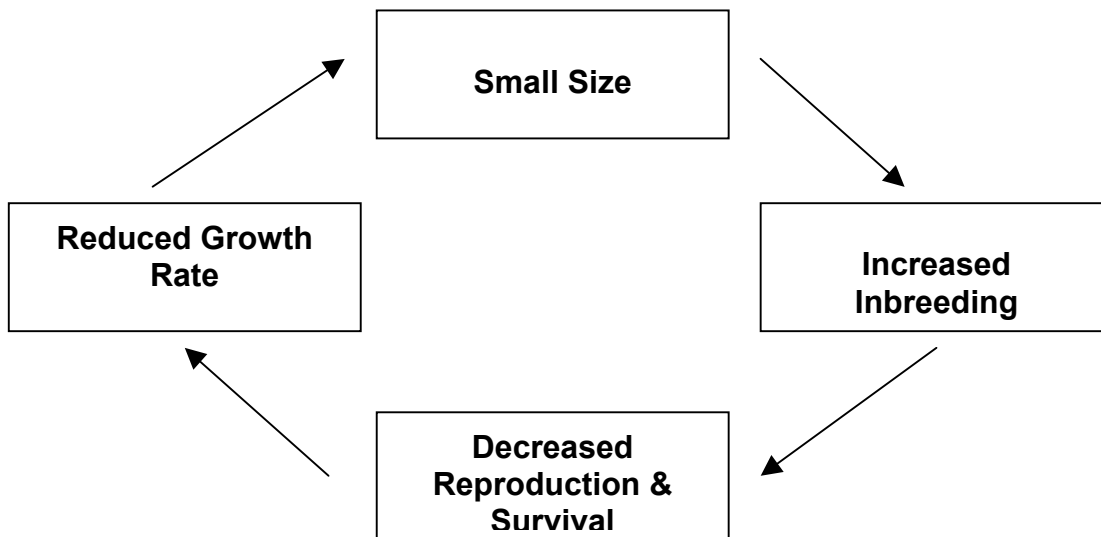 Small Size
Reduced Growth
Rate
Increased
Inbreeding
Decreased
Reproduction &
Survival